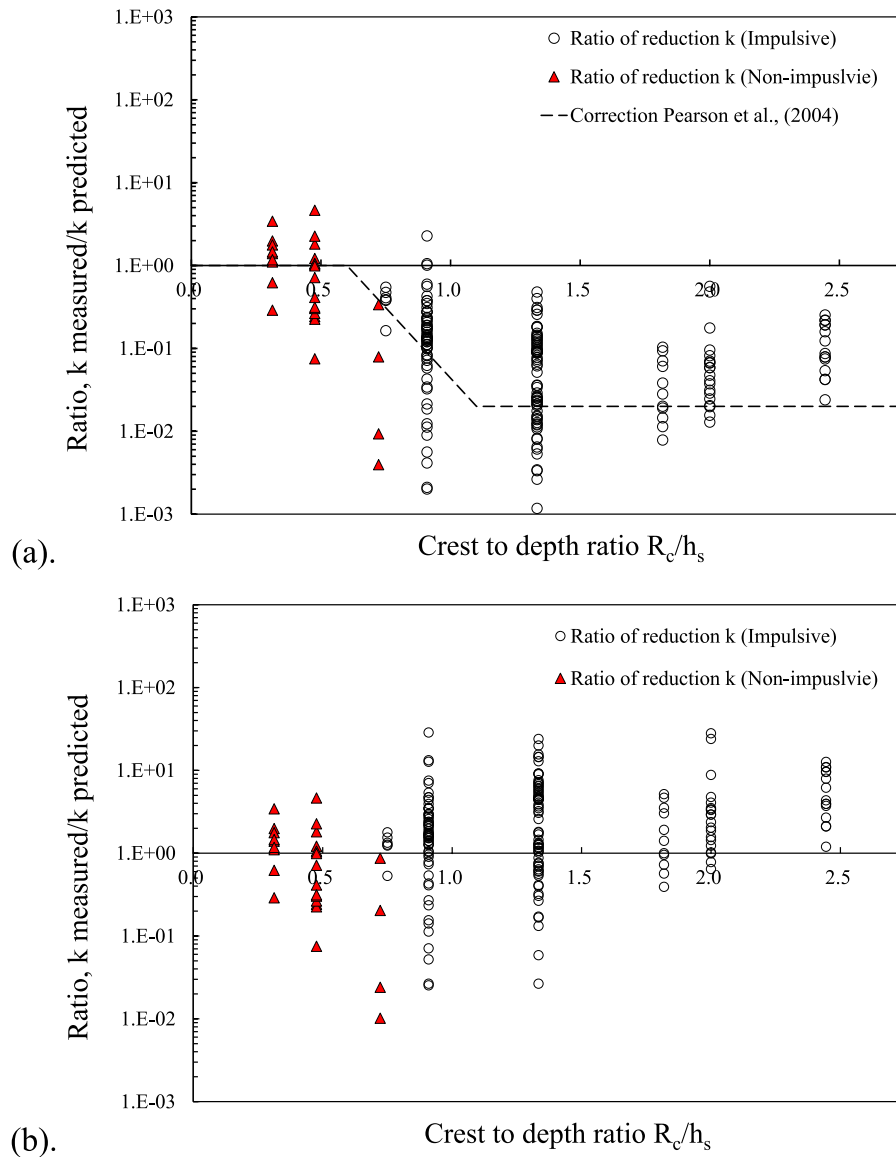 1.E+03
Ratio of reduction k (Impulsive)
1.E+02
Ratio of reduction k (Non-impuslvie)
Correction Pearson et al., (2004)
1.E+01
1.E+00
0.0 0.5 1.0 1.5 2.0 2.5
1.E-01
1.E-02
1.E-03
Ratio, k measured/k predicted
Crest to depth ratio Rc/hs
(a).
1.E+03
Ratio of reduction k (Impulsive)
1.E+02
Ratio of reduction k (Non-impuslvie)
1.E+01
1.E+00
0.0 0.5 1.0 1.5 2.0 2.5
1.E-01
1.E-02
1.E-03
Ratio, k measured/k predicted
Crest to depth ratio Rc/hs
(b).